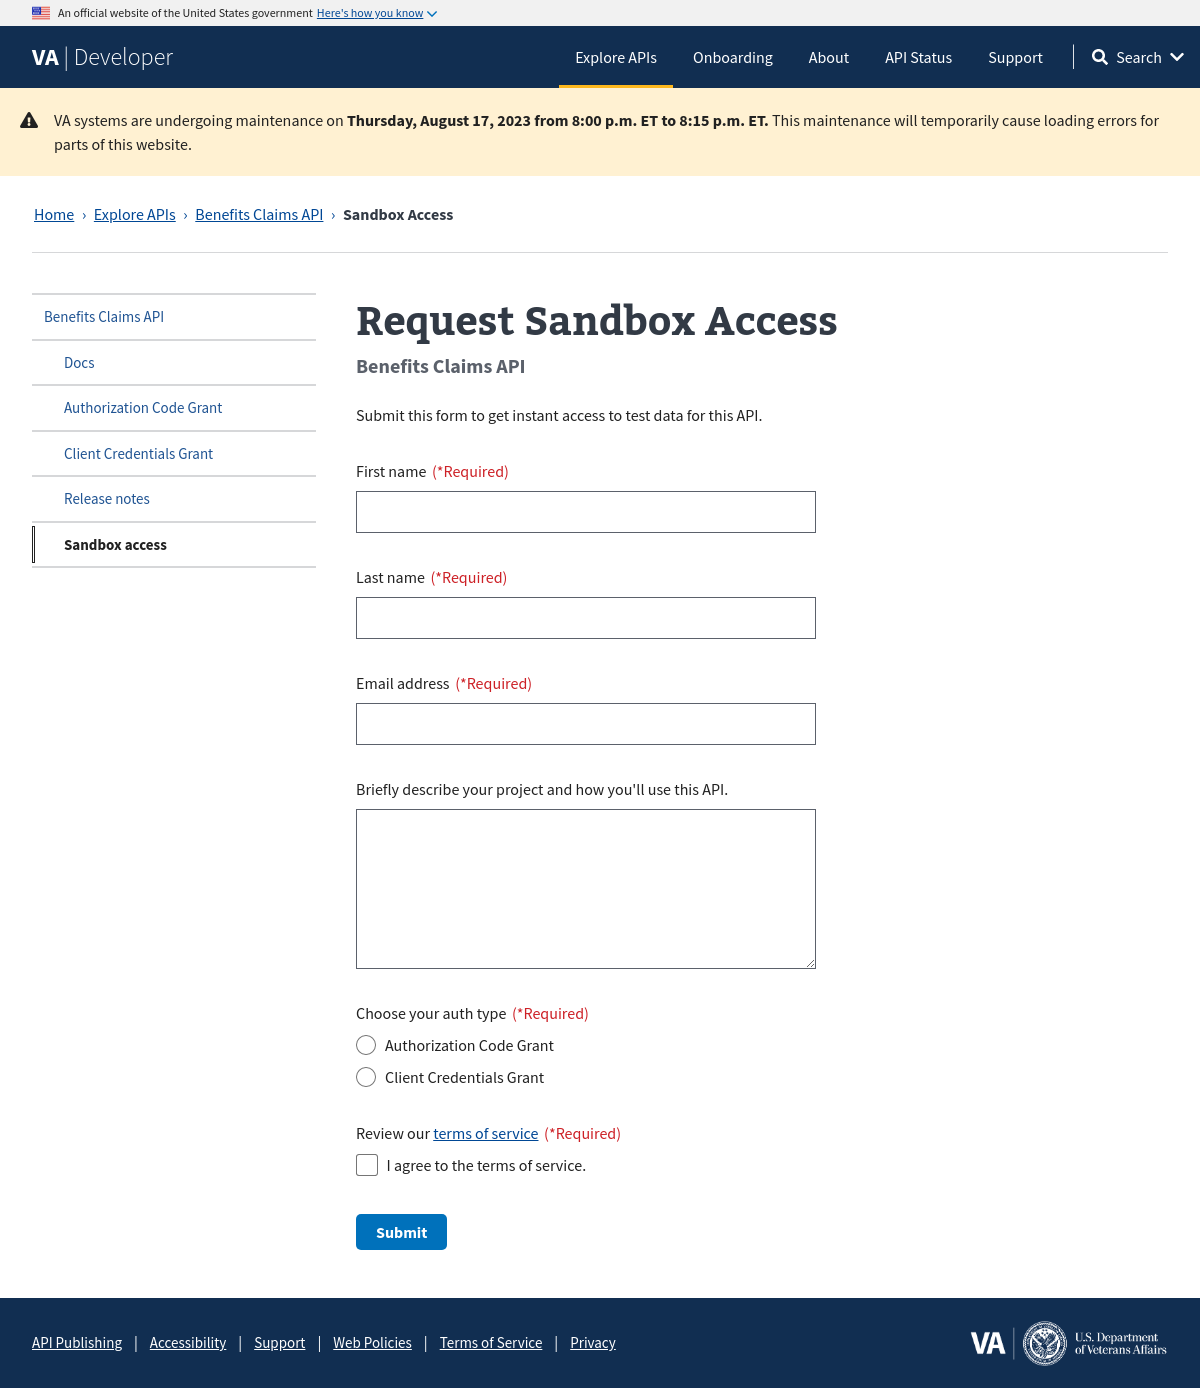 An official website of the United States government Here's how you know
VA | Developer
Explore APIs
Onboarding
About
API Status
Support
Search
VA systems are undergoing maintenance on Thursday, August 17, 2023 from 8:00 p.m. ET to 8:15 p.m. ET. This maintenance will temporarily cause loading errors for
parts of this website.
Home › Explore APIs › Benefits Claims API › Sandbox Access
Benefits Claims API
Docs
Authorization Code Grant
Client Credentials Grant
Release notes
Sandbox access
Request Sandbox Access
Benefits Claims API
Submit this form to get instant access to test data for this API.
First name (*Required)
Last name (*Required)
Email address (*Required)
Briefly describe your project and how you'll use this API.
Choose your auth type (*Required)
Authorization Code Grant
Client Credentials Grant
Review our terms of service (*Required)
I agree to the terms of service.
Submit
API Publishing | Accessibility | Support | Web Policies | Terms of Service | Privacy
VA
U.S. Department
of Veterans Affairs